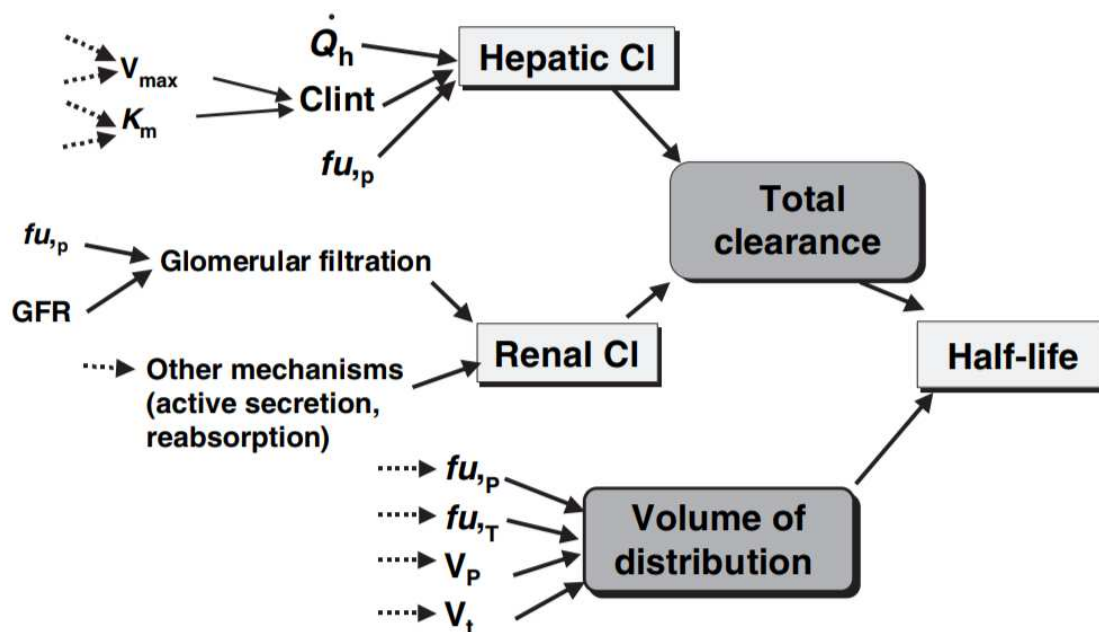 Q̇h
Hepatic Cl
Vmax
Clint
Km
fu,p
Total
clearance
fu,p
Glomerular filtration
GFR
Renal Cl
Half-life
Other mechanisms
(active secretion,
reabsorption)
fu,P
fu,T
VP
Vt
Volume of
distribution